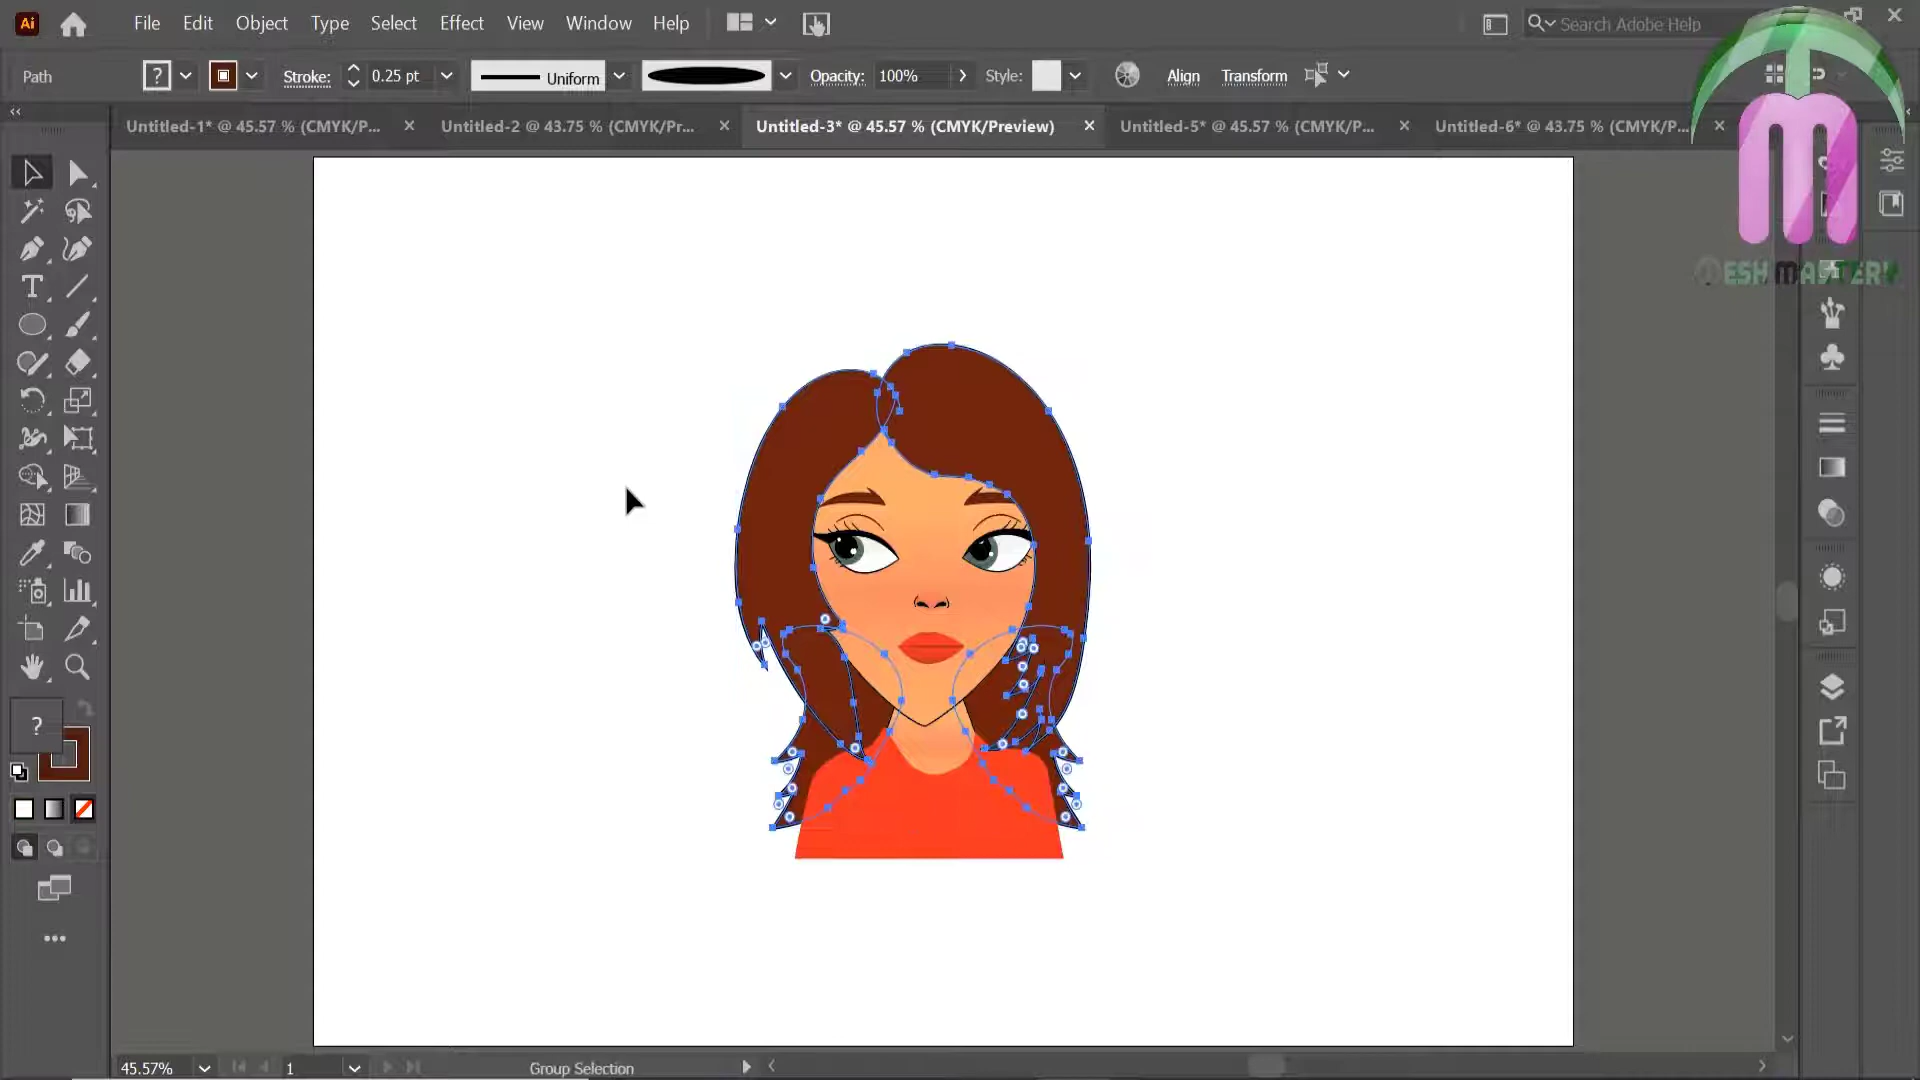 Ai File Edit Object Type Select Effect View Window Help Search Adobe Help
Path ? Stroke: 0.25 pt Uniform Opacity: 100% Style: Align Transform
Untitled-1* @ 45.57 % (CMYK/P... Untitled-2 @ 43.75 % (CMYK/Pr... Untitled-3* @ 45.57 % (CMYK/Preview) Untitled-5* @ 45.57 % (CMYK/P... Untitled-6* @ 43.75 % (CMYK/P...
ESH MASTERY
?
45.57% 1 Group Selection